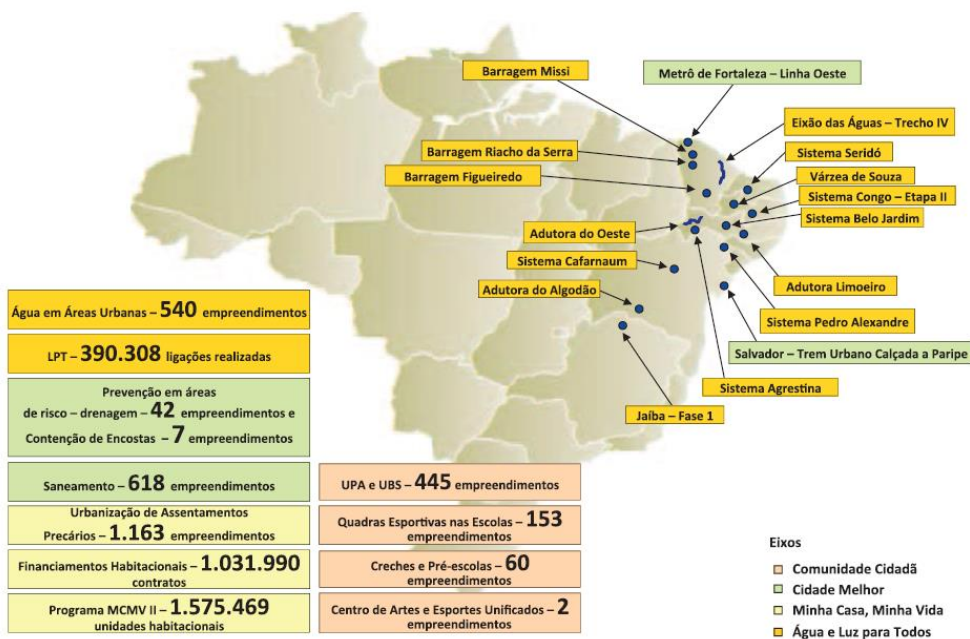 Barragem Missi
Metrô de Fortaleza – Linha Oeste
Eixão das Águas – Trecho IV
Barragem Riacho da Serra
Sistema Seridó
Barragem Figueiredo
Várzea de Souza
Sistema Congo – Etapa II
Sistema Belo Jardim
Adutora do Oeste
Sistema Cafarnaum
Adutora Limoeiro
Adutora do Algodão
Sistema Pedro Alexandre
Salvador – Trem Urbano Calçada a Paripe
Sistema Agrestina
Jaíba – Fase 1
Água em Áreas Urbanas – 540 empreendimentos
LPT – 390.308 ligações realizadas
Prevenção em áreas
de risco – drenagem – 42 empreendimentos e
Contenção de Encostas – 7 empreendimentos
Saneamento – 618 empreendimentos
Urbanização de Assentamentos
Precários – 1.163 empreendimentos
Financiamentos Habitacionais – 1.031.990
contratos
Programa MCMV II – 1.575.469
unidades habitacionais
UPA e UBS – 445 empreendimentos
Quadras Esportivas nas Escolas – 153
empreendimentos
Creches e Pré-escolas – 60
empreendimentos
Centro de Artes e Esportes Unificados – 2
empreendimentos
Eixos
Comunidade Cidadã
Cidade Melhor
Minha Casa, Minha Vida
Água e Luz para Todos